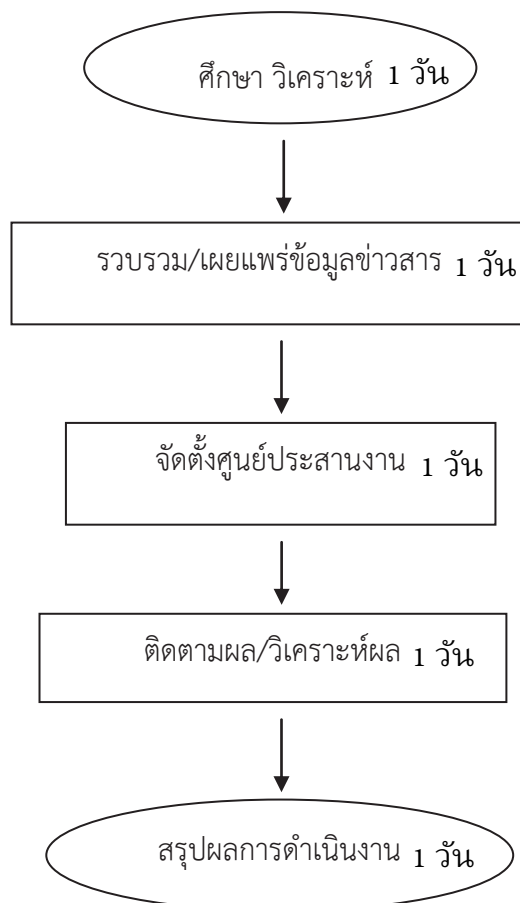 ศึกษา วิเคราะห์ 1 วัน
รวบรวม/เผยแพร่ข้อมูลข่าวสาร 1 วัน
จัดตั้งศูนย์ประสานงาน 1 วัน
ติดตามผล/วิเคราะห์ผล 1 วัน
สรุปผลการดำเนินงาน 1 วัน